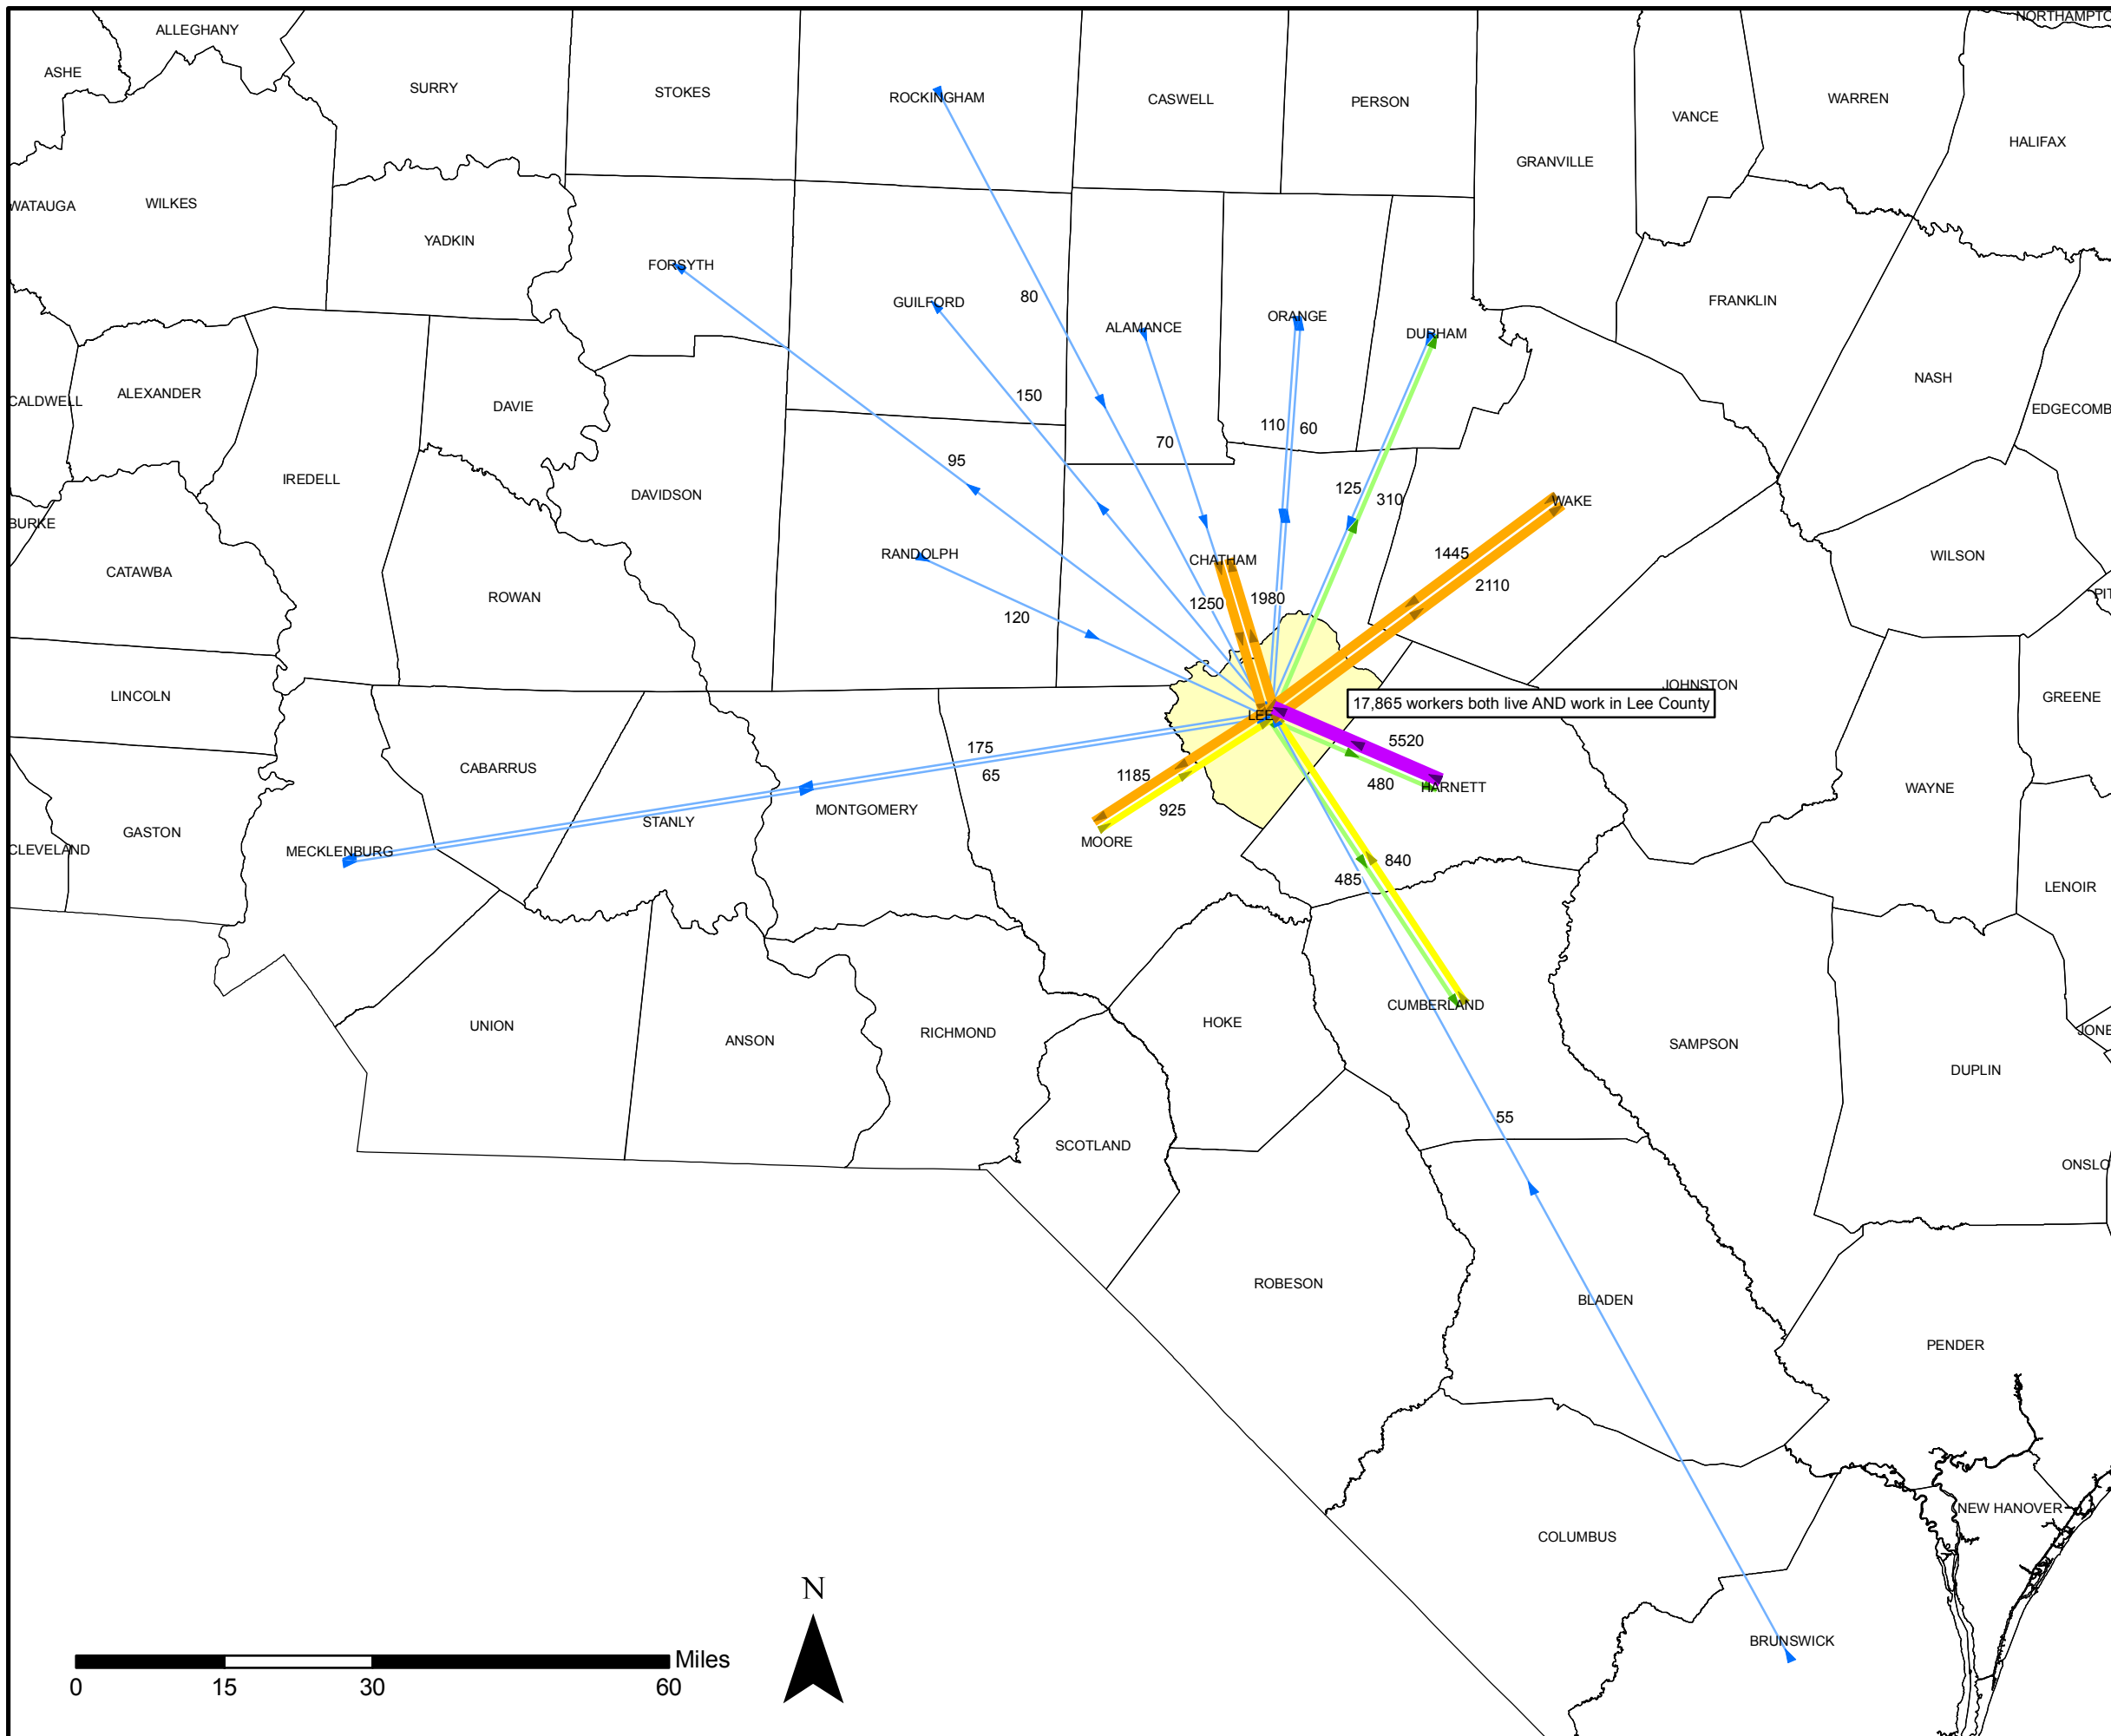 NORTHAMPTO
ALLEGHANY
ASHE
SURRY
STOKES
ROCKINGHAM
CASWELL
PERSON
WARREN
VANCE
HALIFAX
GRANVILLE
WATAUGA
WILKES
YADKIN
FORSYTH
GUILFORD
80
FRANKLIN
ORANGE
ALAMANCE
DURHAM
NASH
ALEXANDER
CALDWELL
DAVIE
150
EDGECOMB
110
60
70
95
IREDELL
DAVIDSON
125
310
WAKE
BURKE
RANDOLPH
CHATHAM
1445
WILSON
CATAWBA
2110
PIT
ROWAN
1250
1980
120
LINCOLN
JOHNSTON
GREENE
17,865 workers both live AND work in Lee County
LEE
5520
175
65
CABARRUS
1185
480
HARNETT
WAYNE
925
MONTGOMERY
STANLY
GASTON
MOORE
CLEVELAND
MECKLENBURG
840
485
LENOIR
CUMBERLAND
HOKE
UNION
RICHMOND
ANSON
SAMPSON
JONE
DUPLIN
55
SCOTLAND
ONSLO
ROBESON
BLADEN
PENDER
NEW HANOVER
COLUMBUS
N
BRUNSWICK
Miles
0 15 30 60